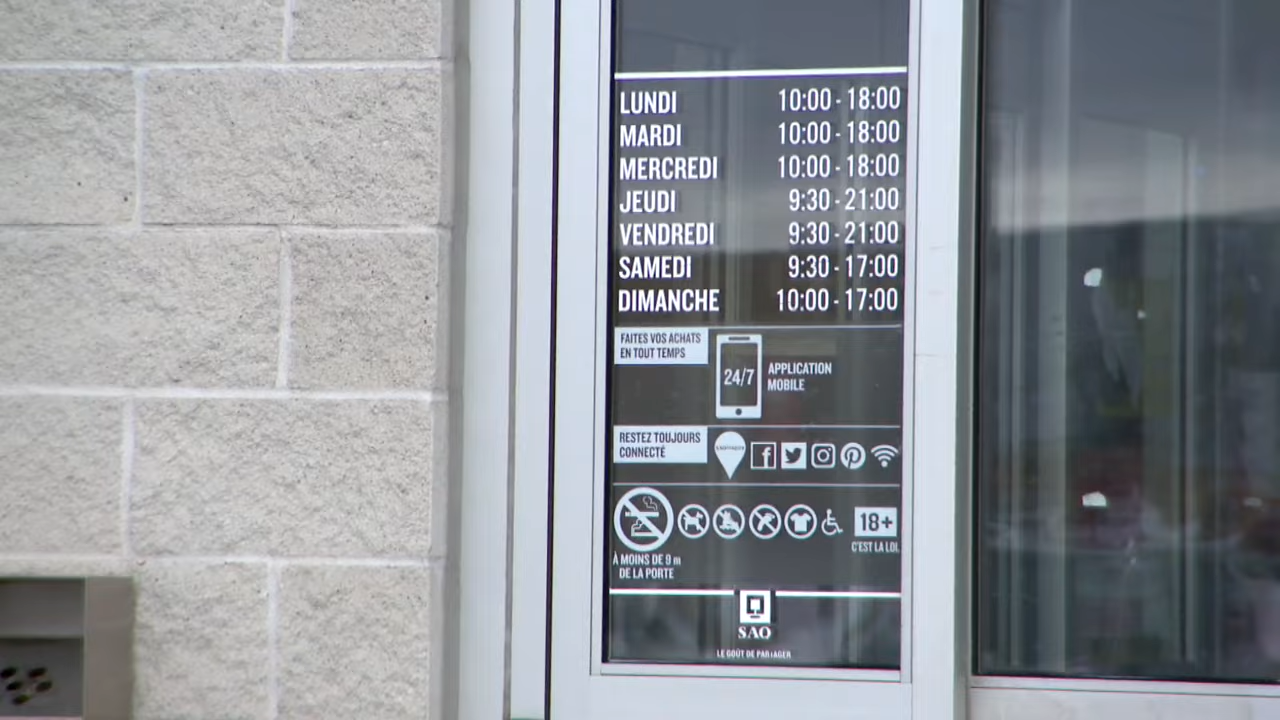 LUNDI 10:00 - 18:00
MARDI 10:00 - 18:00
MERCREDI 10:00 - 18:00
JEUDI 9:30 - 21:00
VENDREDI 9:30 - 21:00
SAMEDI 9:30 - 17:00
DIMANCHE 10:00 - 17:00
FAITES VOS ACHATS
EN TOUT TEMPS
24/7
APPLICATION
MOBILE
RESTEZ TOUJOURS
CONNECTÉ
18+
C'EST LA LOI.
À MOINS DE 9 m
DE LA PORTE
SAQ
LE GOÛT DE PARTAGER